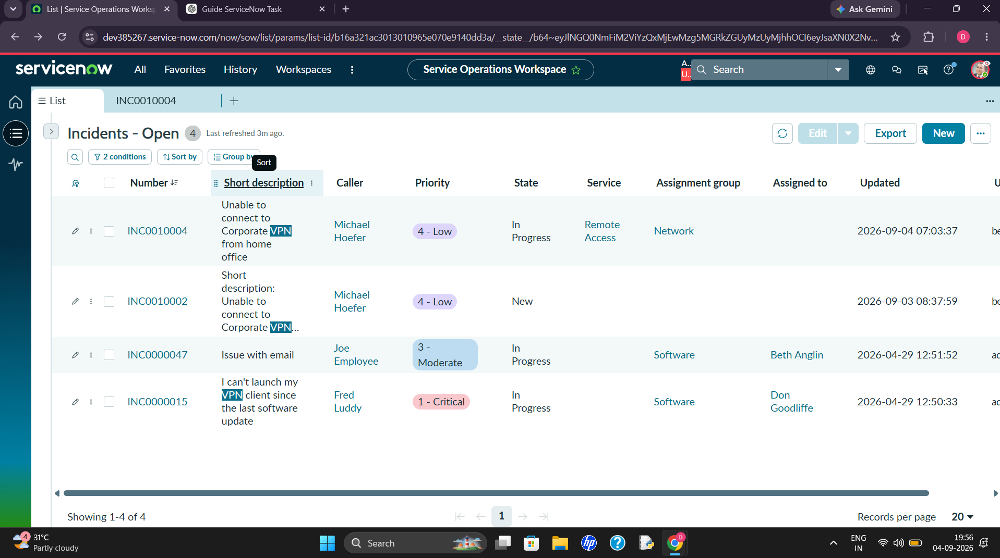 List | Service Operations Worksp
Guide ServiceNow Task
Ask Gemini
dev385267.service-now.com/now/sow/list/params/list-id/b16a321ac3013010965e070e9140dd3a/__state__/b64~eyJlNGQ0NmFiM2ViYzQxMjEwMzg5MGRkZGUyMzUyMjhhOCI6eyJsaXN0X2Nv...
D
servicenow
All
Favorites
History
Workspaces
Service Operations Workspace
A..
U..
Search
List
INC0010004
Incidents - Open 4 Last refreshed 3m ago.
Edit
Export
New
2 conditions
Sort by
Group by
Sort
Number
Short description
Caller
Priority
State
Service
Assignment group
Assigned to
Updated
U
INC0010004
Unable to
connect to
Corporate VPN
from home
office
Michael
Hoefer
4 - Low
In
Progress
Remote
Access
Network
2026-09-04 07:03:37
be
INC0010002
Short
description:
Unable to
connect to
Corporate VPN...
Michael
Hoefer
4 - Low
New
2026-09-03 08:37:59
be
INC0000047
Issue with email
Joe
Employee
3 -
Moderate
In
Progress
Software
Beth Anglin
2026-04-29 12:51:52
ad
INC0000015
I can't launch my
VPN client since
the last software
update
Fred
Luddy
1 - Critical
In
Progress
Software
Don
Goodliffe
2026-04-29 12:50:33
ad
Showing 1-4 of 4
1
Records per page 20
4
31°C
Partly cloudy
Search
hp
D
ENG
IN
19:56
04-09-2026